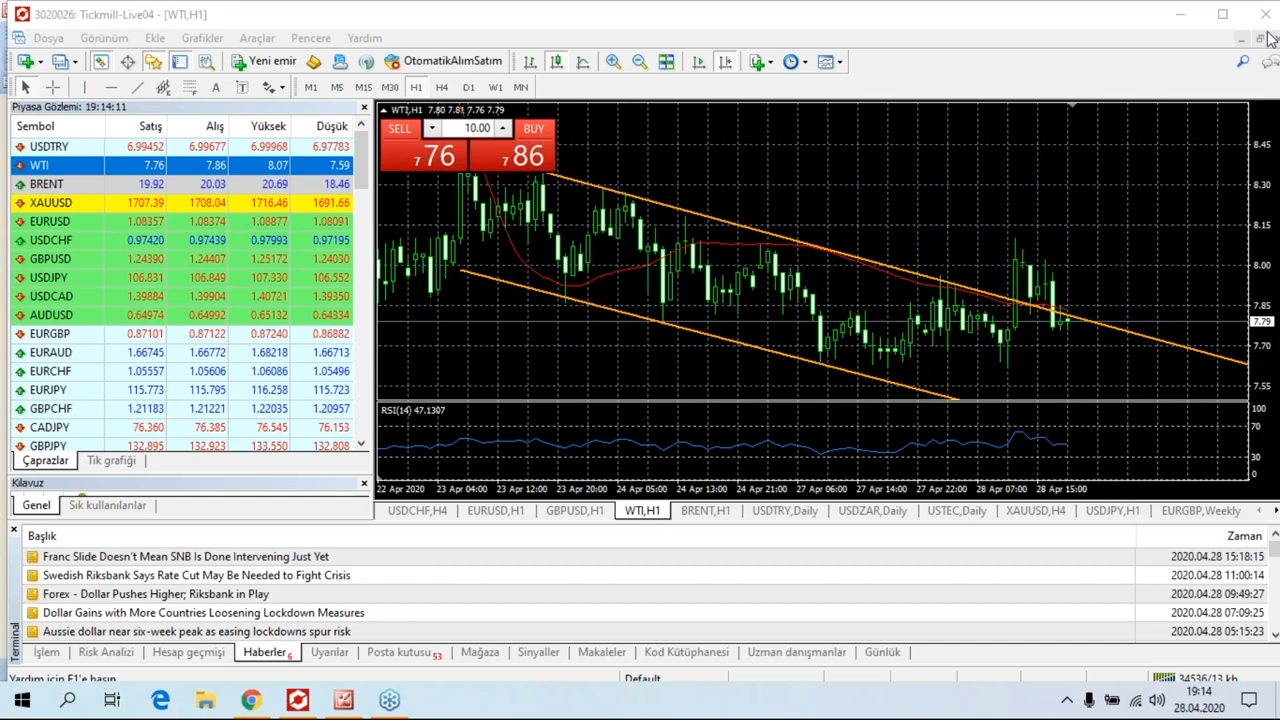 3020026: Tickmill-Live04 - [WTI,H1]
Dosya Görünüm Ekle Grafikler Araçlar Pencere Yardım
Yeni emir OtomatikAlımSatım
A T M1 M5 M15 M30 H1 H4 D1 W1 MN
Piyasa Gözlemi: 19:14:11
Sembol Satış Alış Yüksek Düşük
USDTRY 6.99452 6.99677 6.99968 6.97783
WTI 7.76 7.86 8.07 7.59
BRENT 19.92 20.03 20.69 18.46
XAUUSD 1707.39 1708.04 1716.46 1691.66
EURUSD 1.08357 1.08374 1.08877 1.08091
USDCHF 0.97420 0.97439 0.97993 0.97195
GBPUSD 1.24390 1.24407 1.25172 1.24030
USDJPY 106.831 106.849 107.330 106.552
USDCAD 1.39884 1.39904 1.40721 1.39350
AUDUSD 0.64974 0.64992 0.65132 0.64334
EURGBP 0.87101 0.87122 0.87240 0.86882
EURAUD 1.66745 1.66772 1.68218 1.66713
EURCHF 1.05557 1.05606 1.06086 1.05496
EURJPY 115.773 115.795 116.258 115.723
GBPCHF 1.21183 1.21221 1.22035 1.20957
CADJPY 76.360 76.385 76.545 76.153
GBPJPY 132.895 132.923 133.550 132.808
Çaprazlar Tik grafiği
Kılavuz
Genel Sık kullanılanlar
WTI,H1 7.80 7.81 7.76 7.79
SELL 10.00 BUY
7 76 7 86
8.45
8.30
8.15
8.00
7.85
7.79
7.70
7.55
RSI(14) 47.1307
100
70
30
0
22 Apr 2020 23 Apr 04:00 23 Apr 12:00 23 Apr 20:00 24 Apr 05:00 24 Apr 13:00 24 Apr 21:00 27 Apr 06:00 27 Apr 14:00 27 Apr 22:00 28 Apr 07:00 28 Apr 15:00
USDCHF,H4 EURUSD,H1 GBPUSD,H1 WTI,H1 BRENT,H1 USDTRY,Daily USDZAR,Daily USTEC,Daily XAUUSD,H4 USDJPY,H1 EURGBP,Weekly
Başlık Zaman
Franc Slide Doesn't Mean SNB Is Done Intervening Just Yet 2020.04.28 15:18:15
Swedish Riksbank Says Rate Cut May Be Needed to Fight Crisis 2020.04.28 11:00:14
Forex - Dollar Pushes Higher; Riksbank in Play 2020.04.28 09:49:27
Dollar Gains with More Countries Loosening Lockdown Measures 2020.04.28 07:09:25
Aussie dollar near six-week peak as easing lockdowns spur risk 2020.04.28 05:15:23
Terminal
İşlem Risk Analizi Hesap geçmişi Haberler 6 Uyarılar Posta kutusu 53 Mağaza Sinyaller Makaleler Kod Kütüphanesi Uzman danışmanlar Günlük
Yardım için F1'e basın Default 34536/13 kb
19:14
28.04.2020